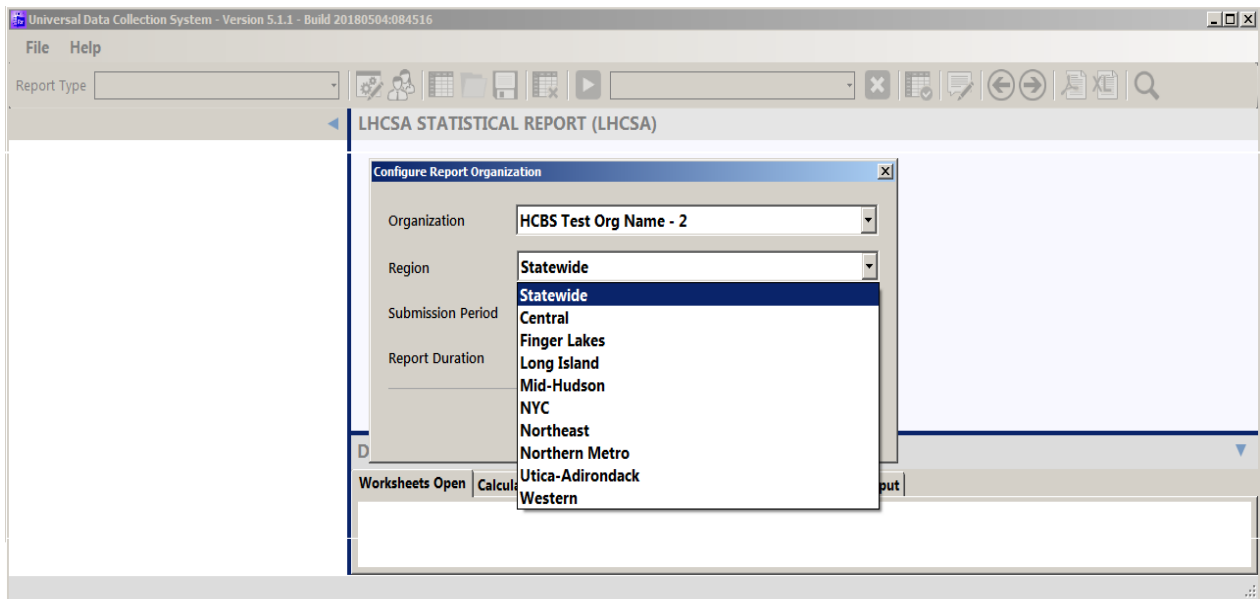 Universal Data Collection System - Version 5.1.1 - Build 20180504:084516
File Help
Report Type
LHCSA STATISTICAL REPORT (LHCSA)
Configure Report Organization
Organization HCBS Test Org Name - 2
Region Statewide
Statewide
Submission Period
Central
Finger Lakes
Report Duration
Long Island
Mid-Hudson
NYC
Northeast
Northern Metro
D
Utica-Adirondack
Worksheets Open Calcula put
Western